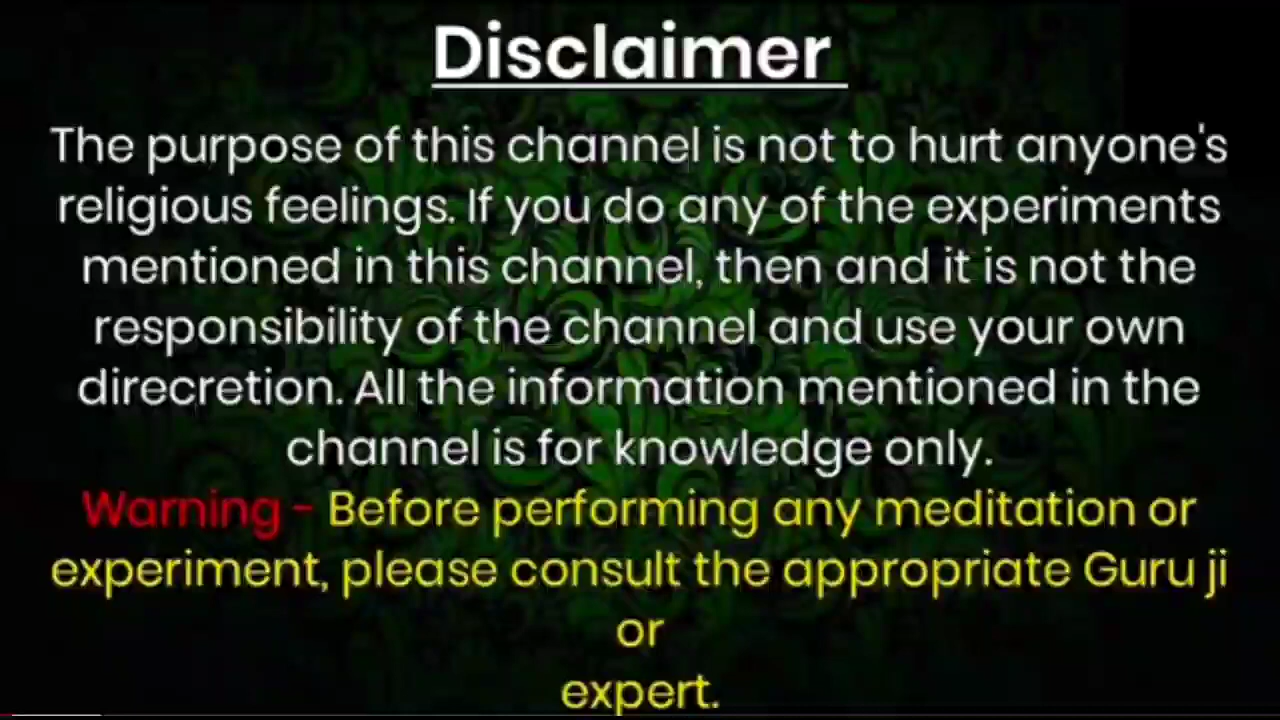 Disclaimer
The purpose of this channel is not to hurt anyone's
religious feelings. If you do any of the experiments
mentioned in this channel, then and it is not the
responsibility of the channel and use your own
direcretion. All the information mentioned in the
channel is for knowledge only.
Warning - Before performing any meditation or
experiment, please consult the appropriate Guru ji
or
expert.